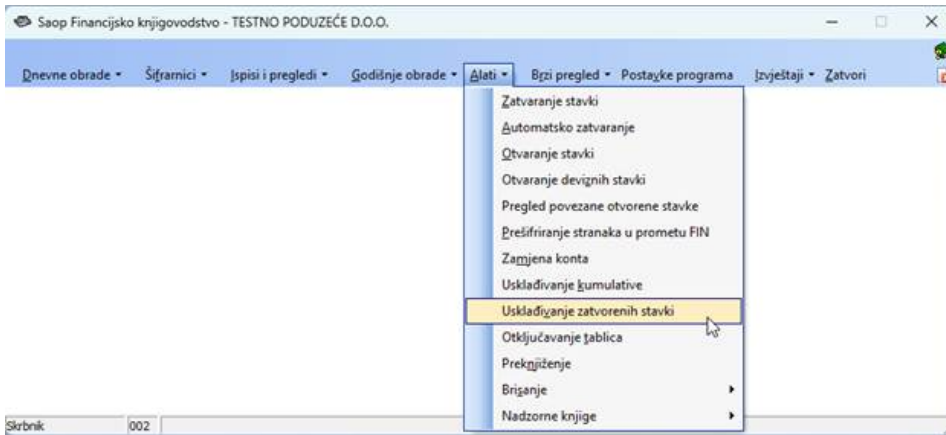 Saop Financijsko knjigovodstvo - TESTNO PODUZEĆE D.O.O.
Dnevne obrade Šifrarnici Ispisi i pregledi Godišnje obrade Alati Brzi pregled Postavke programa Izvještaji Zatvori
Zatvaranje stavki
Automatsko zatvaranje
Otvaranje stavki
Otvaranje deviznih stavki
Pregled povezane otvorene stavke
Prešifriranje stranaka u prometu FIN
Zamjena konta
Usklađivanje kumulative
Usklađivanje zatvorenih stavki
Otključavanje tablica
Preknjiženje
Brisanje
Nadzorne knjige
Skrbnik 002